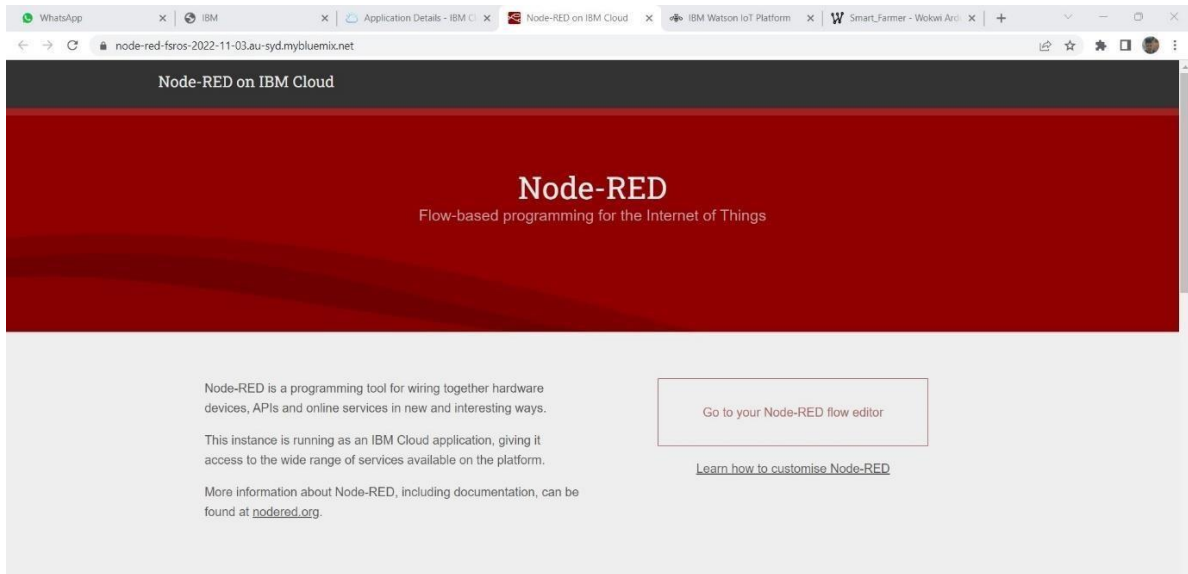 WhatsApp
IBM
Application Details - IBM Cl
Node-RED on IBM Cloud
IBM Watson IoT Platform
Smart_Farmer - Wokwi Ard
node-red-fsros-2022-11-03.au-syd.mybluemix.net
Node-RED on IBM Cloud
Node-RED
Flow-based programming for the Internet of Things
Node-RED is a programming tool for wiring together hardware
devices, APIs and online services in new and interesting ways.
This instance is running as an IBM Cloud application, giving it
access to the wide range of services available on the platform.
More information about Node-RED, including documentation, can be
found at nodered.org.
Go to your Node-RED flow editor
Learn how to customise Node-RED